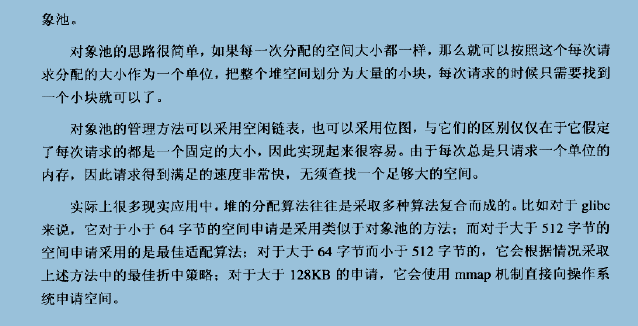 象池。
对象池的思路很简单，如果每一次分配的空间大小都一样，那么就可以按照这个每次请
求分配的大小作为一个单位，把整个堆空间划分为大量的小块，每次请求的时候只需要找到
一个小块就可以了。
对象池的管理方法可以采用空闲链表，也可以采用位图，与它们的区别仅仅在于它假定
了每次请求的都是一个固定的大小，因此实现起来很容易。由于每次总是只请求一个单位的
内存，因此请求得到满足的速度非常快，无须查找一个足够大的空间。
实际上很多现实应用中，堆的分配算法往往是采取多种算法复合而成的。比如对于 glibc
来说，它对于小于 64 字节的空间申请是采用类似于对象池的方法；而对于大于 512 字节的
空间申请采用的是最佳适配算法；对于大于 64 字节而小于 512 字节的，它会根据情况采取
上述方法中的最佳折中策略；对于大于 128KB 的申请，它会使用 mmap 机制直接向操作系
统申请空间。